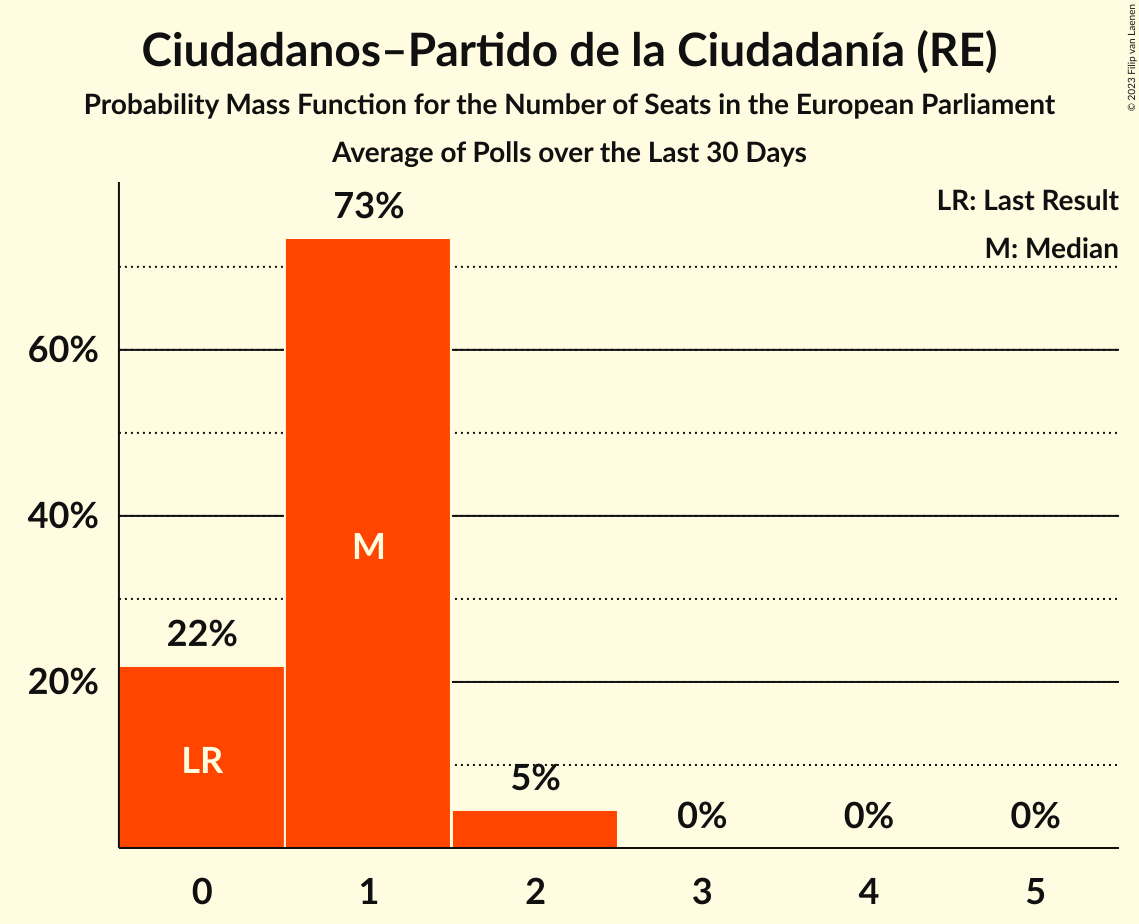 Ciudadanos–Partido de la Ciudadanía (RE)
Probability Mass Function for the Number of Seats in the European Parliament
Average of Polls over the Last 30 Days
© 2023 Filip van Laenen
LR: Last Result
M: Median
73%
60%
40%
M
22%
20%
LR
5%
0%
0%
0%
0
1
2
3
4
5